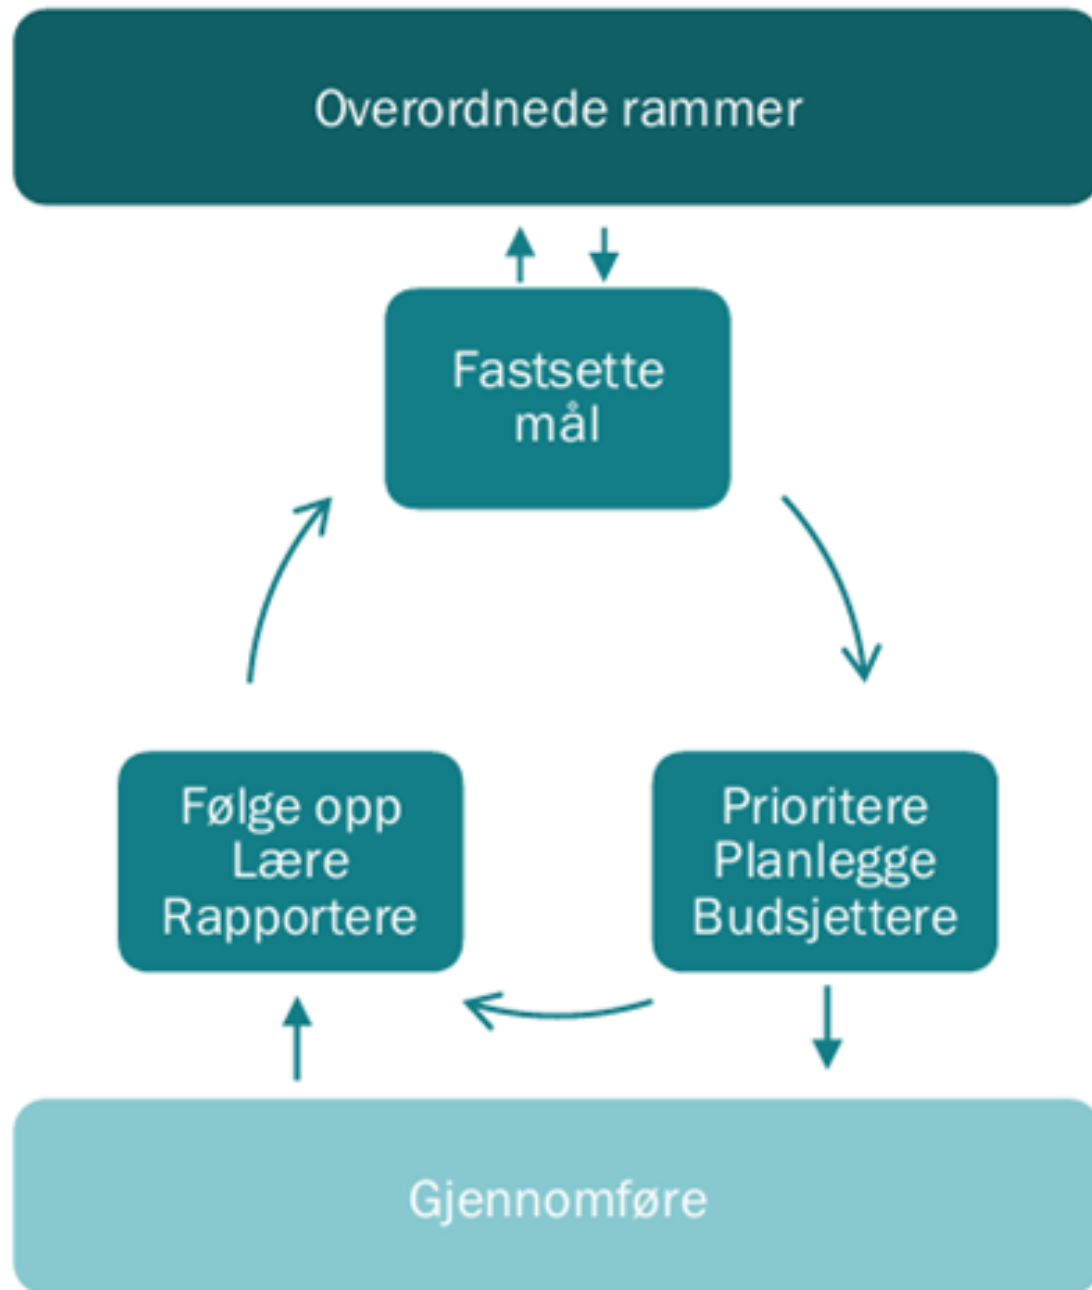 Overordnede rammer
Fastsette
mål
Følge opp
Lære
Rapportere
Prioritere
Planlegge
Budsjettere
Gjennomføre